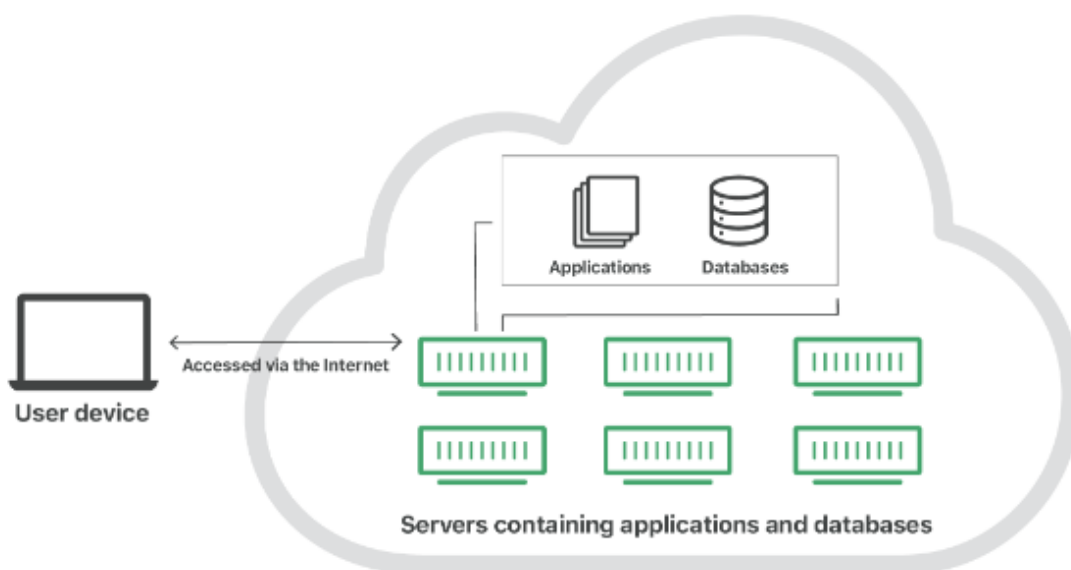 Applications
Databases
Accessed via the Internet
User device
Servers containing applications and databases